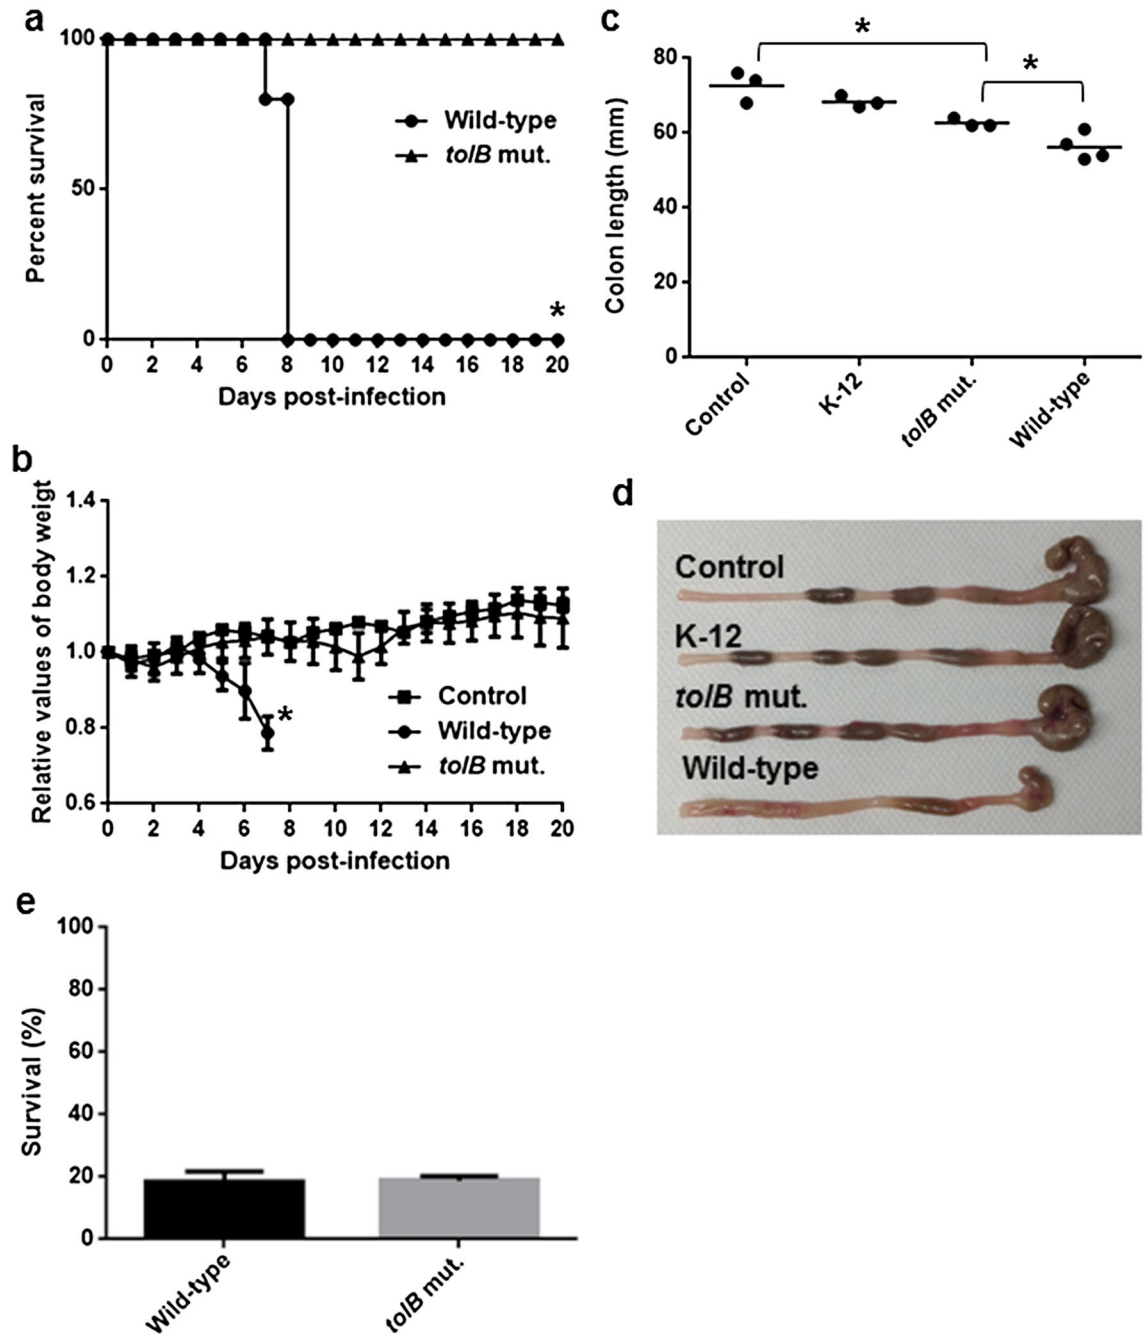 a
Percent survival
100
50
0
0 2 4 6 8 10 12 14 16 18 20
Days post-infection
Wild-type
tolB mut.
*
b
Relative values of body weigt
1.4
1.2
1.0
0.8
0.6
0 2 4 6 8 10 12 14 16 18 20
Days post-infection
Control
Wild-type
tolB mut.
*
c
Colon length (mm)
80
60
40
20
0
*
*
Control
K-12
tolB mut.
Wild-type
d
Control
K-12
tolB mut.
Wild-type
e
Survival (%)
100
80
60
40
20
0
Wild-type
tolB mut.